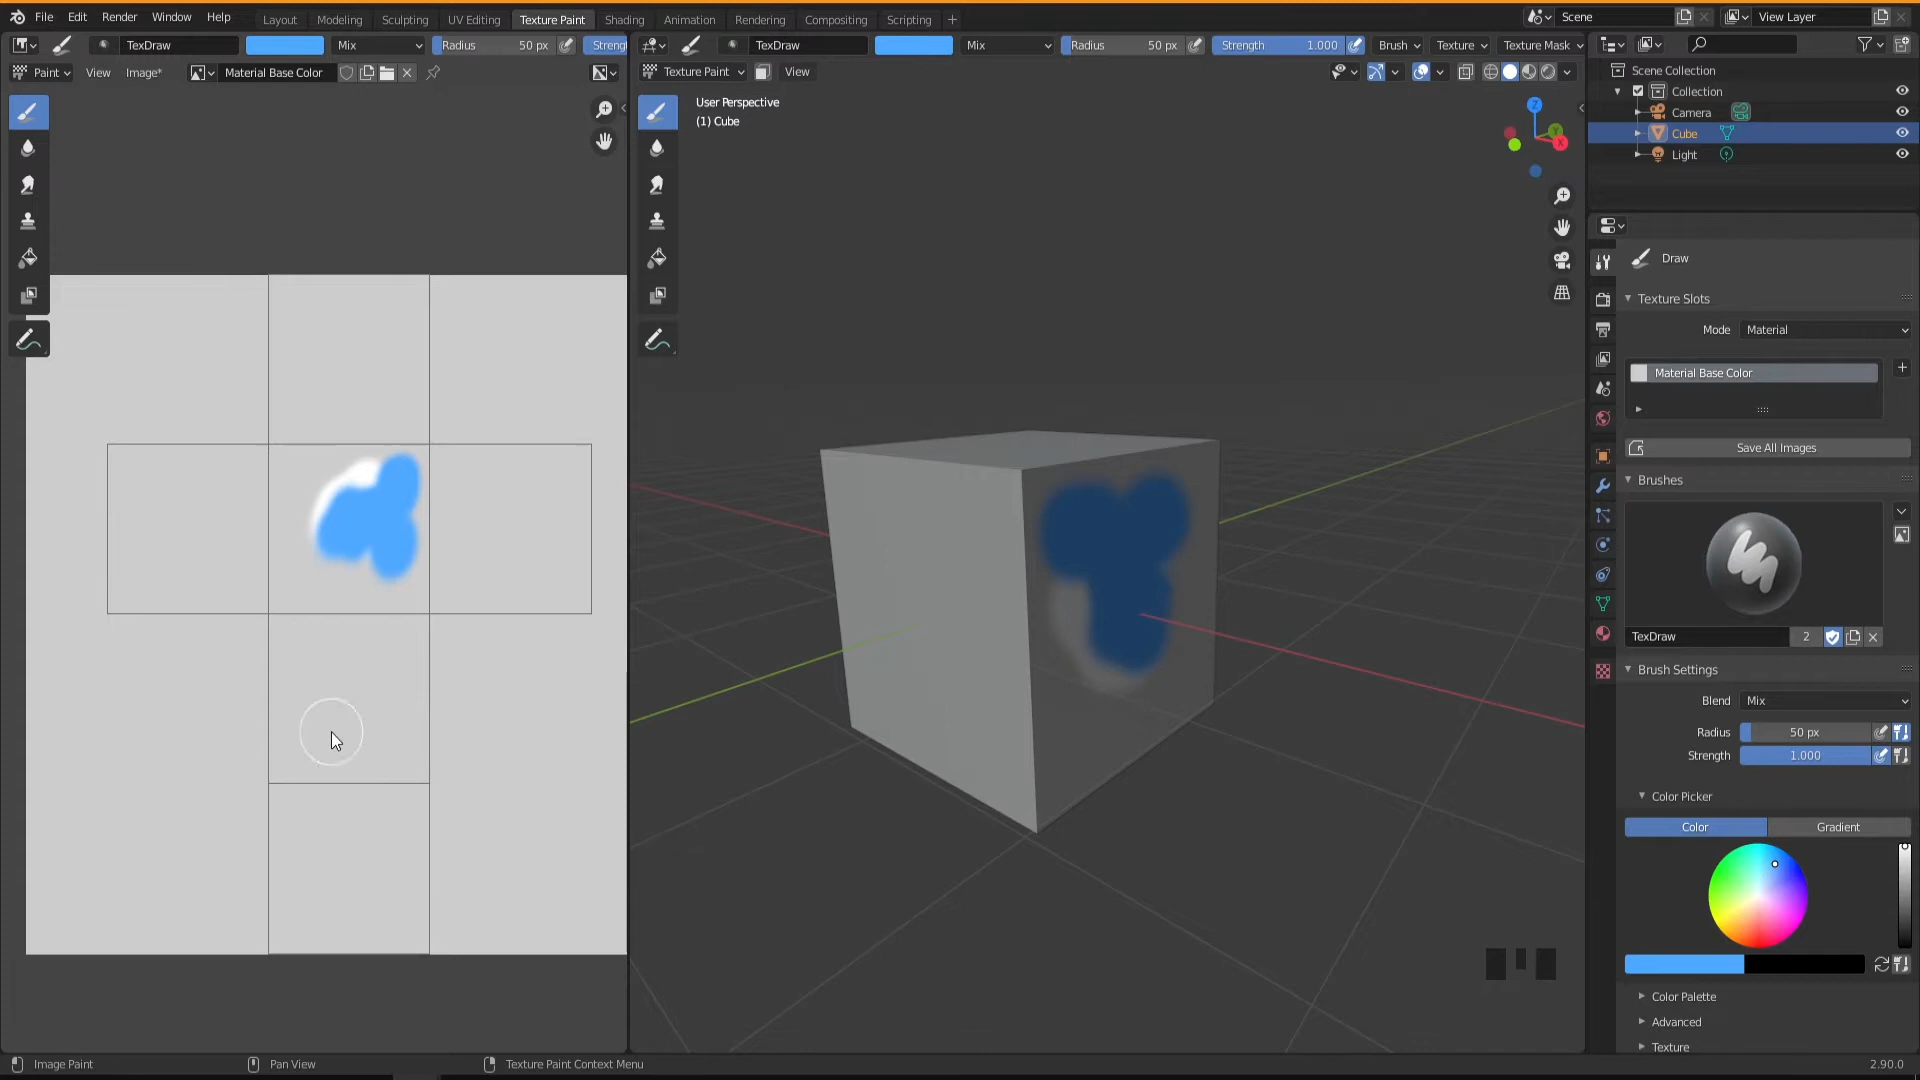 File Edit Render Window Help Layout Modeling Sculpting UV Editing Texture Paint Shading Animation Rendering Compositing Scripting + Scene View Layer
TexDraw Mix Radius 50 px Streng
TexDraw Mix Radius 50 px Strength 1.000 Brush Texture Texture Mask
Paint View Image* Material Base Color
Texture Paint View
User Perspective
(1) Cube
Z
X
Scene Collection
Collection
Camera
Cube
Light
Draw
Texture Slots
Mode Material
Material Base Color
Save All Images
Brushes
TexDraw 2
Brush Settings
Blend Mix
Radius 50 px
Strength 1.000
Color Picker
Color Gradient
Color Palette
Advanced
Texture
Image Paint Pan View Texture Paint Context Menu 2.90.0